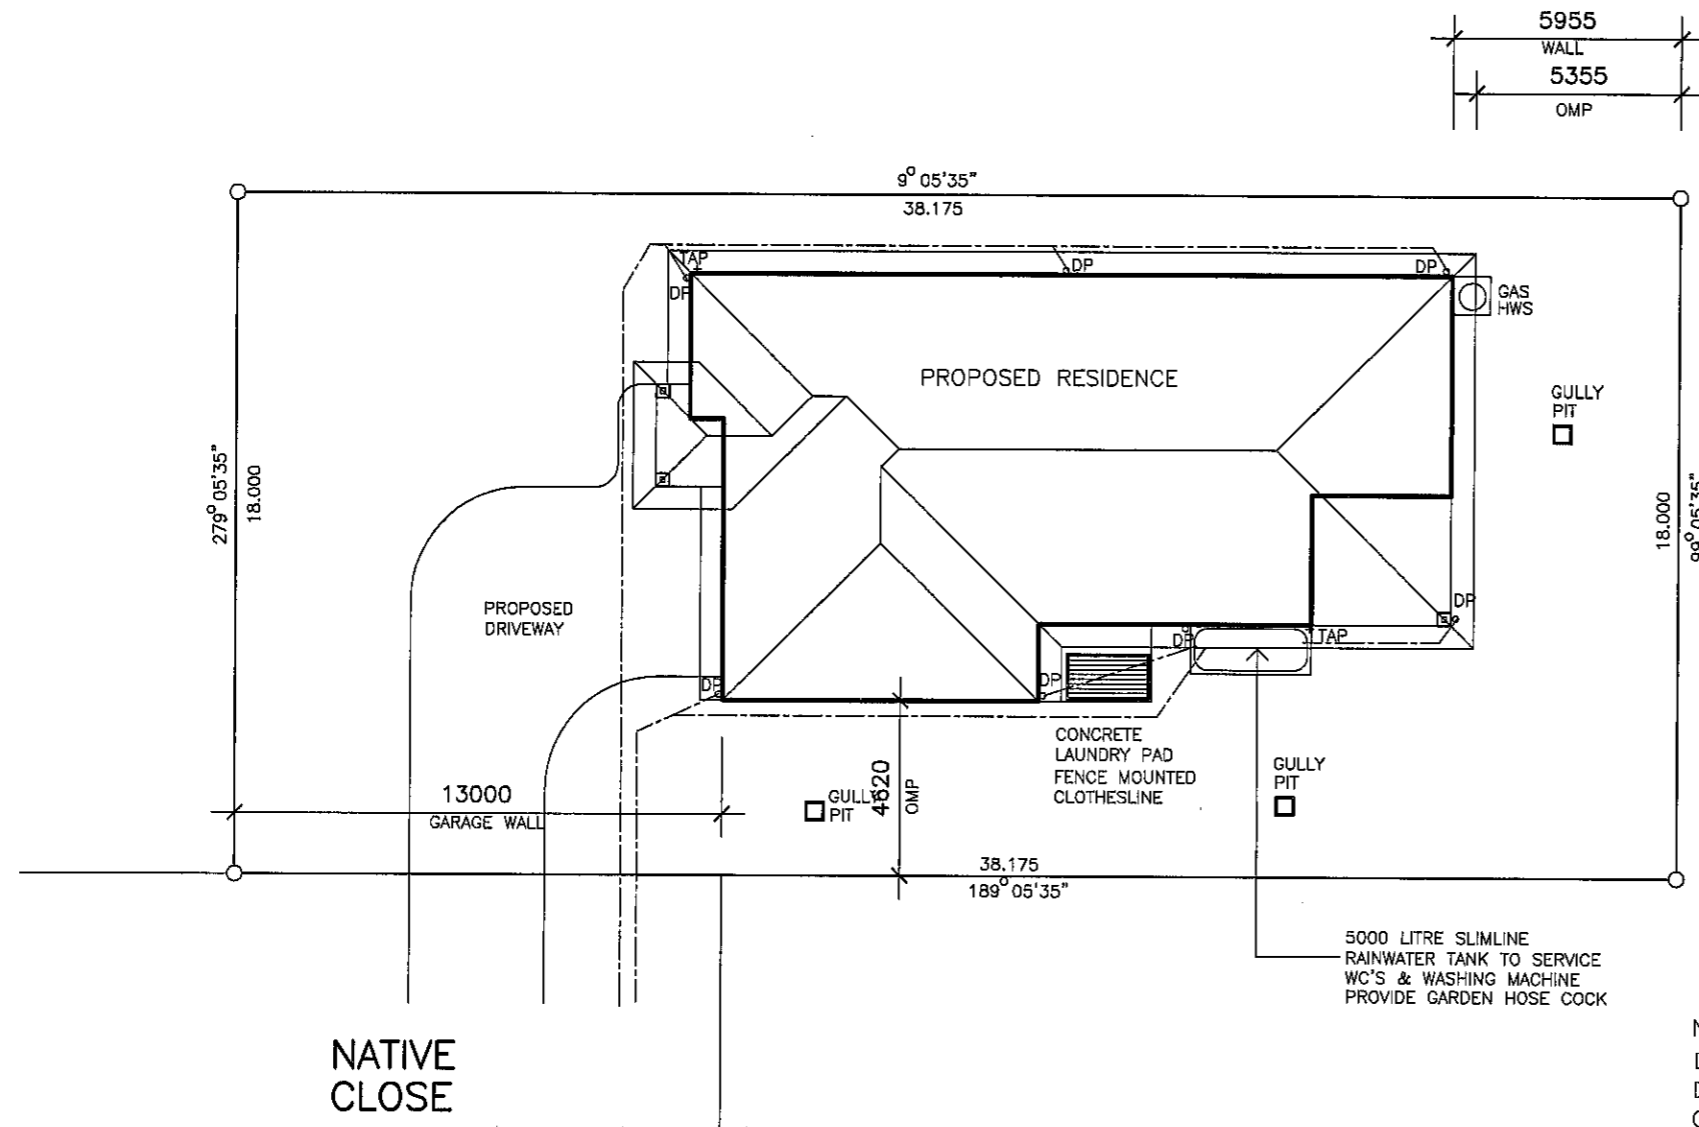 5955
WALL
5355
OMP
9° 05'35"
38.175
TAP
DP
DP
DP
GAS
HWS
PROPOSED RESIDENCE
GULLY
PIT
279° 05'35"
18.000
18.000
99° 05'35"
PROPOSED
DRIVEWAY
DP
DP
TAP
DP
DP
CONCRETE
LAUNDRY PAD
FENCE MOUNTED
CLOTHESLINE
GULLY
PIT
13000
GARAGE WALL
GULLY
PIT
4620
OMP
38.175
189° 05'35"
5000 LITRE SLIMLINE
RAINWATER TANK TO SERVICE
WC'S & WASHING MACHINE
PROVIDE GARDEN HOSE COCK
NATIVE
CLOSE